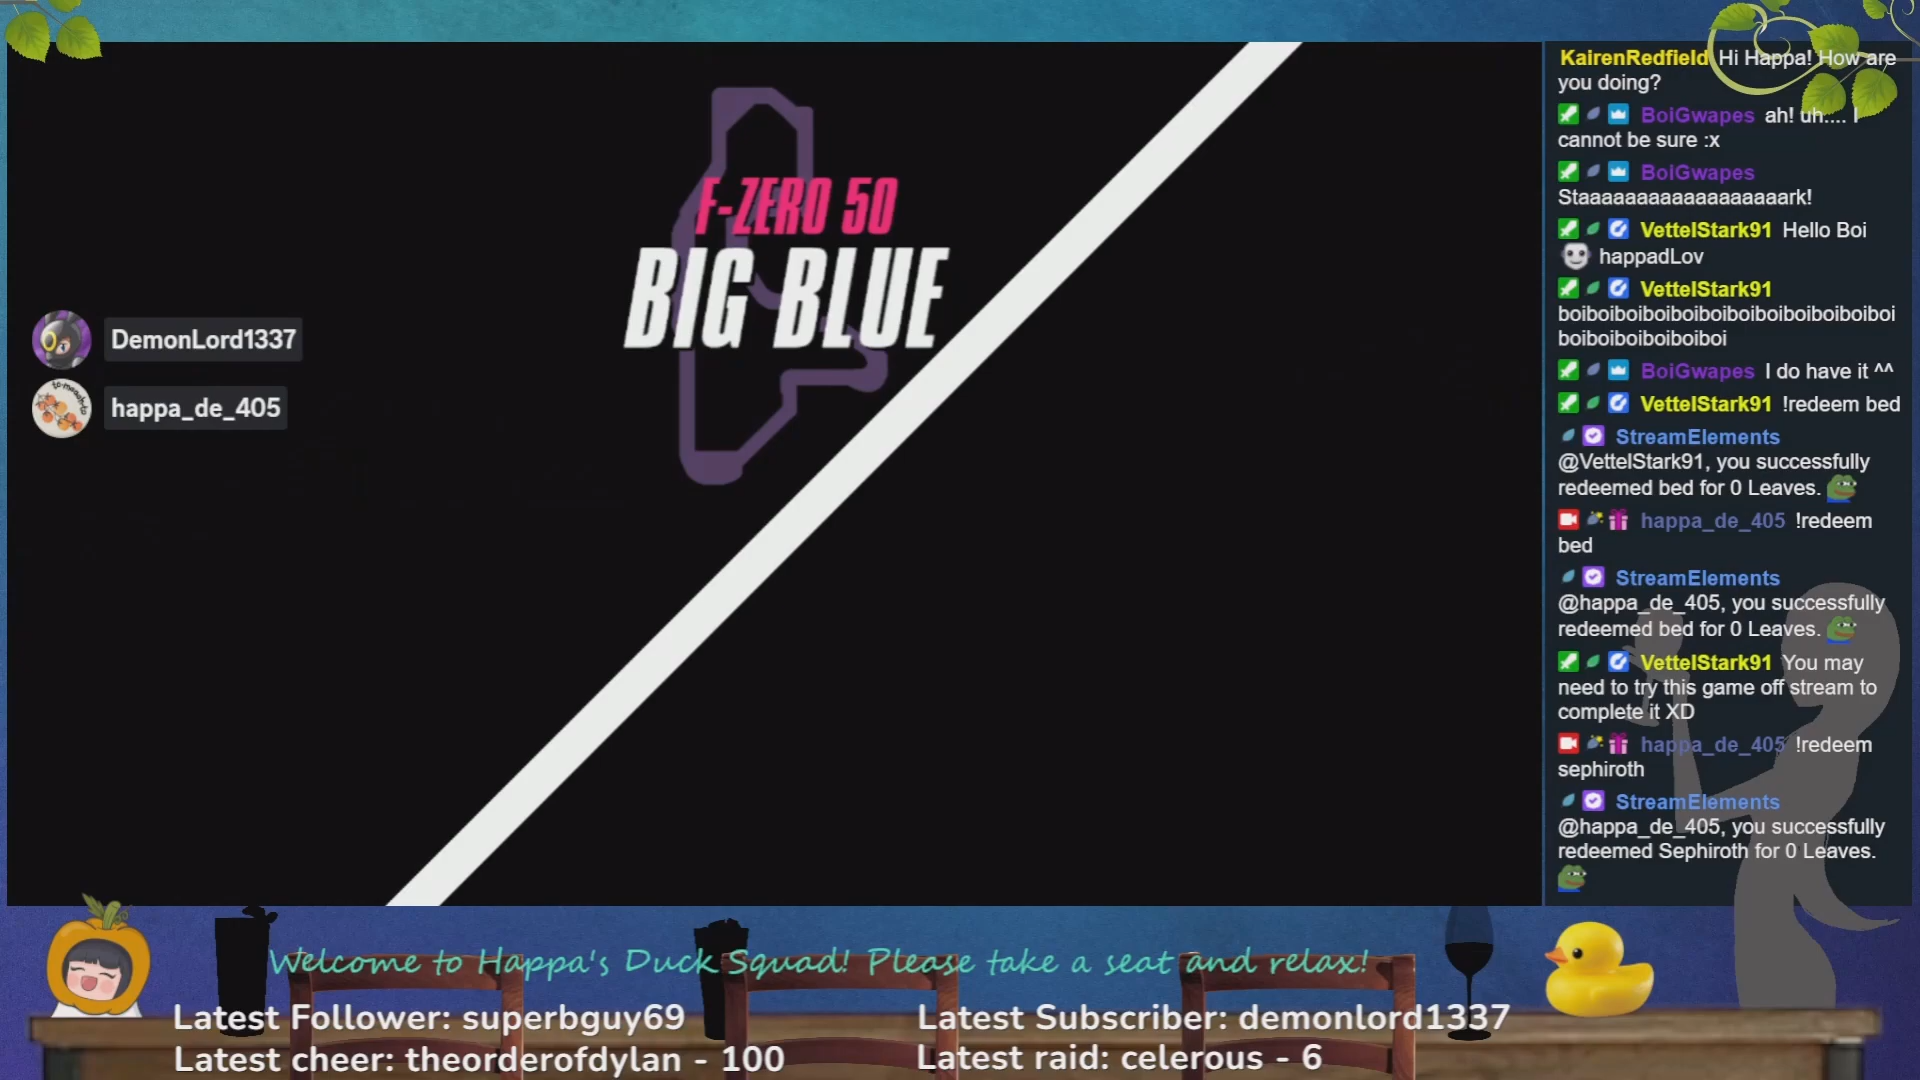 F-ZERO 50
BIG BLUE
DemonLord1337
happa_de_405
KairenRedfield Hi Happa! How are
you doing?
BoiGwapes ah! uh.... I
cannot be sure :x
BoiGwapes
Staaaaaaaaaaaaaaaaaark!
VettelStark91 Hello Boi
happadLov
VettelStark91
boiboiboiboiboiboiboiboiboiboiboiboiboi
boiboiboiboiboiboi
BoiGwapes I do have it ^^
VettelStark91 !redeem bed
StreamElements
@VettelStark91, you successfully
redeemed bed for 0 Leaves.
happa_de_405 !redeem
bed
StreamElements
@happa_de_405, you successfully
redeemed bed for 0 Leaves.
VettelStark91 You may
need to try this game off stream to
complete it XD
happa_de_405 !redeem
sephiroth
StreamElements
@happa_de_405, you successfully
redeemed Sephiroth for 0 Leaves.
Welcome to Happa's Duck Squad! Please take a seat and relax!
Latest Follower: superbguy69
Latest Subscriber: demonlord1337
Latest cheer: theorderofdylan - 100
Latest raid: celerous - 6